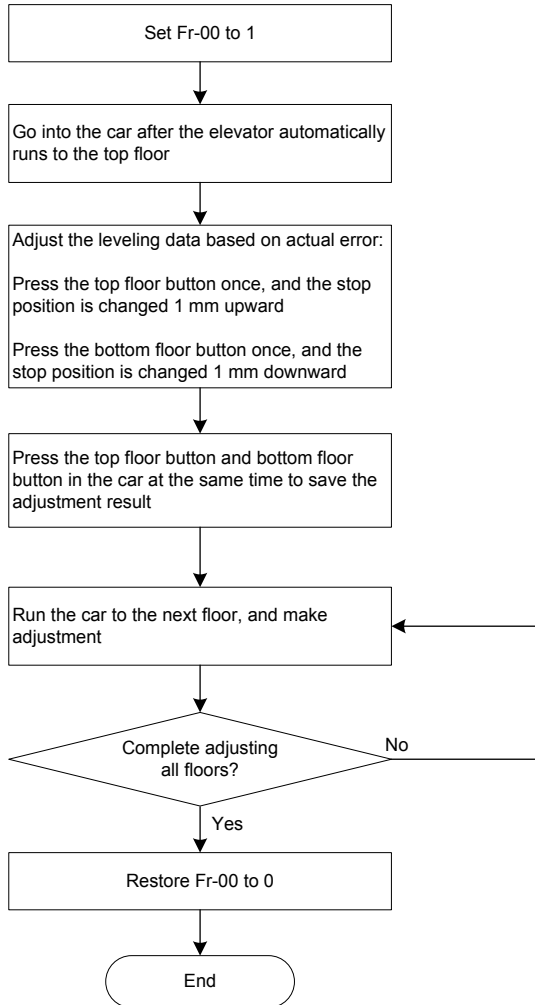 Set Fr-00 to 1
Go into the car after the elevator automatically
runs to the top floor
Adjust the leveling data based on actual error:
Press the top floor button once, and the stop
position is changed 1 mm upward
Press the bottom floor button once, and the
stop position is changed 1 mm downward
Press the top floor button and bottom floor
button in the car at the same time to save the
adjustment result
Run the car to the next floor, and make
adjustment
Complete adjusting
all floors?
No
Yes
Restore Fr-00 to 0
End